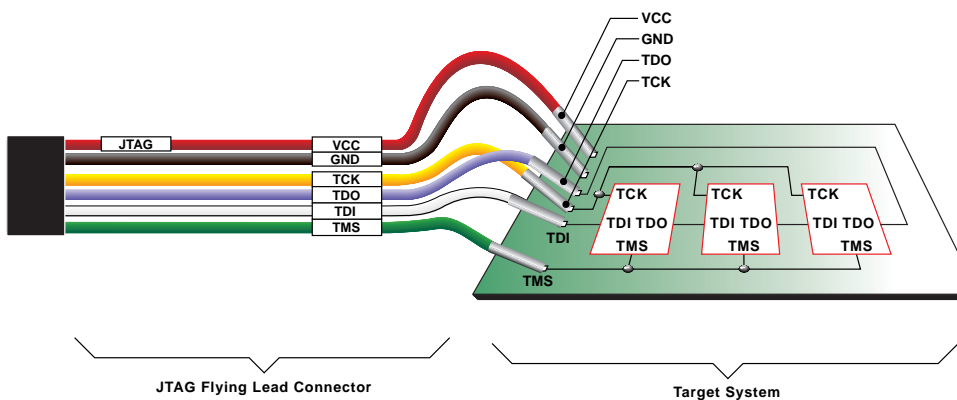 VCC
GND
TDO
TCK
JTAG
VCC
GND
TCK
TDO
TDI
TMS
TDI
TMS
TCK
TDI TDO
TMS
TCK
TDI TDO
TMS
TCK
TDI TDO
TMS
JTAG Flying Lead Connector
Target System